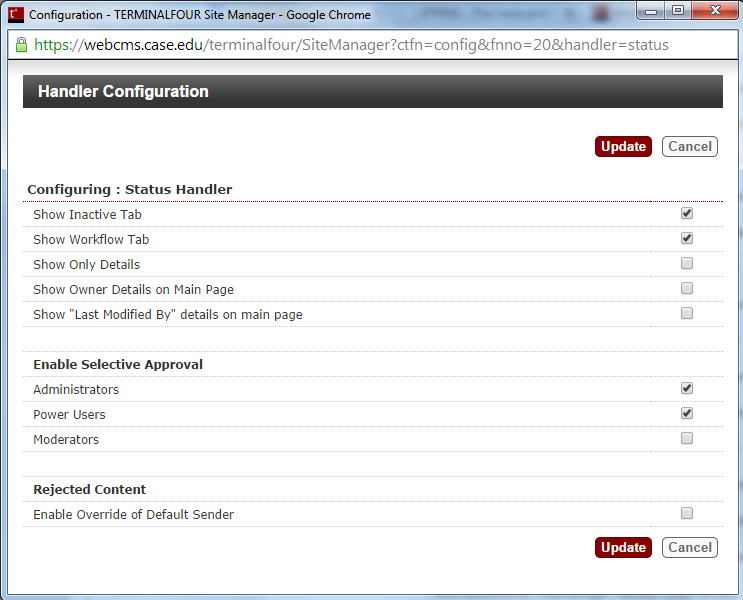 Configuration - TERMINALFOUR Site Manager - Google Chrome
https://webcms.case.edu/terminalfour/SiteManager?ctfn=config&fnno=20&handler=status
Handler Configuration
Update Cancel
Configuring : Status Handler
Show Inactive Tab
Show Workflow Tab
Show Only Details
Show Owner Details on Main Page
Show "Last Modified By" details on main page
Enable Selective Approval
Administrators
Power Users
Moderators
Rejected Content
Enable Override of Default Sender
Update Cancel